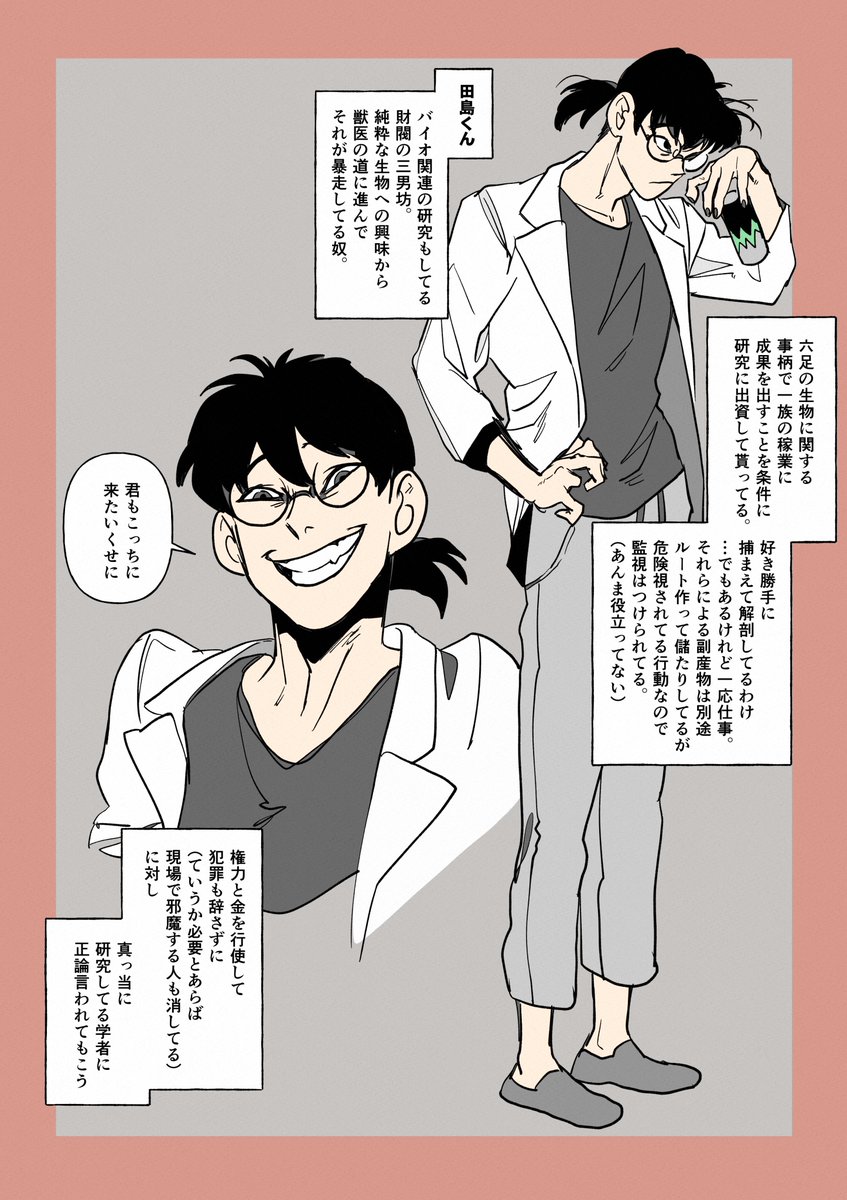 田島くん
バイオ関連の研究もしてる
財閥の三男坊。
純粋な生物への興味から
獣医の道に進んで
それが暴走してる奴。
六足の生物に関する
事柄で一族の稼業に
成果を出すことを条件に
研究に出資して貰ってる。
好き勝手に
捕まえて解剖してるわけ
…でもあるけれど一応仕事。
それらによる副産物は別途
ルート作って儲たりしてるが
危険視されてる行動なので
監視はつけられてる。
(あんま役立ってない)
君もこっちに
来たいくせに
権力と金を行使して
犯罪も辞さずに
(ていうか必要とあらば
現場で邪魔する人も消してる)
に対し
真っ当に
研究してる学者に
正論言われてもこう